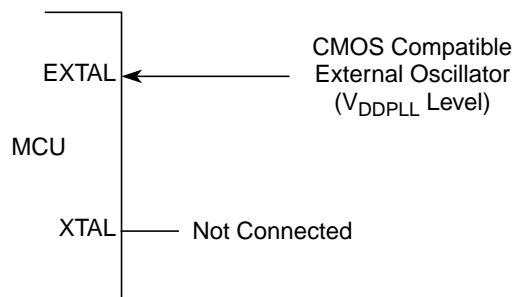 CMOS Compatible
External Oscillator
(VDDPLL Level)
EXTAL
MCU
XTAL
Not Connected